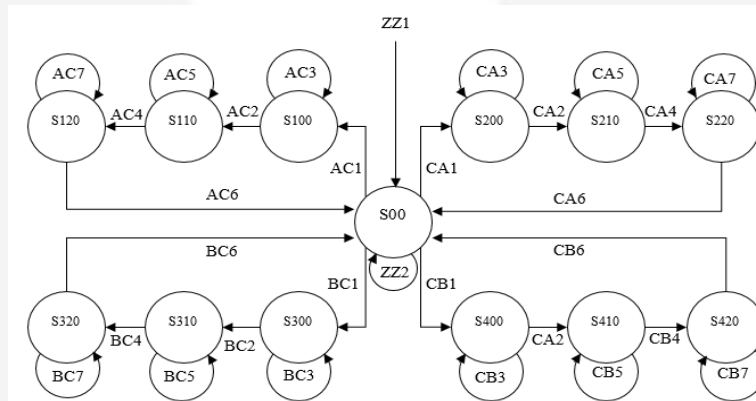 ZZ1
AC7
AC5
AC3
CA3
CA5
CA7
S120
AC4
S110
AC2
S100
S200
CA2
S210
CA4
S220
AC1
CA1
AC6
CA6
S00
BC6
CB6
ZZ2
BC1
CB1
S320
S310
S300
S400
S410
S420
BC4
BC2
CA2
CB4
BC7
BC5
BC3
CB3
CB5
CB7